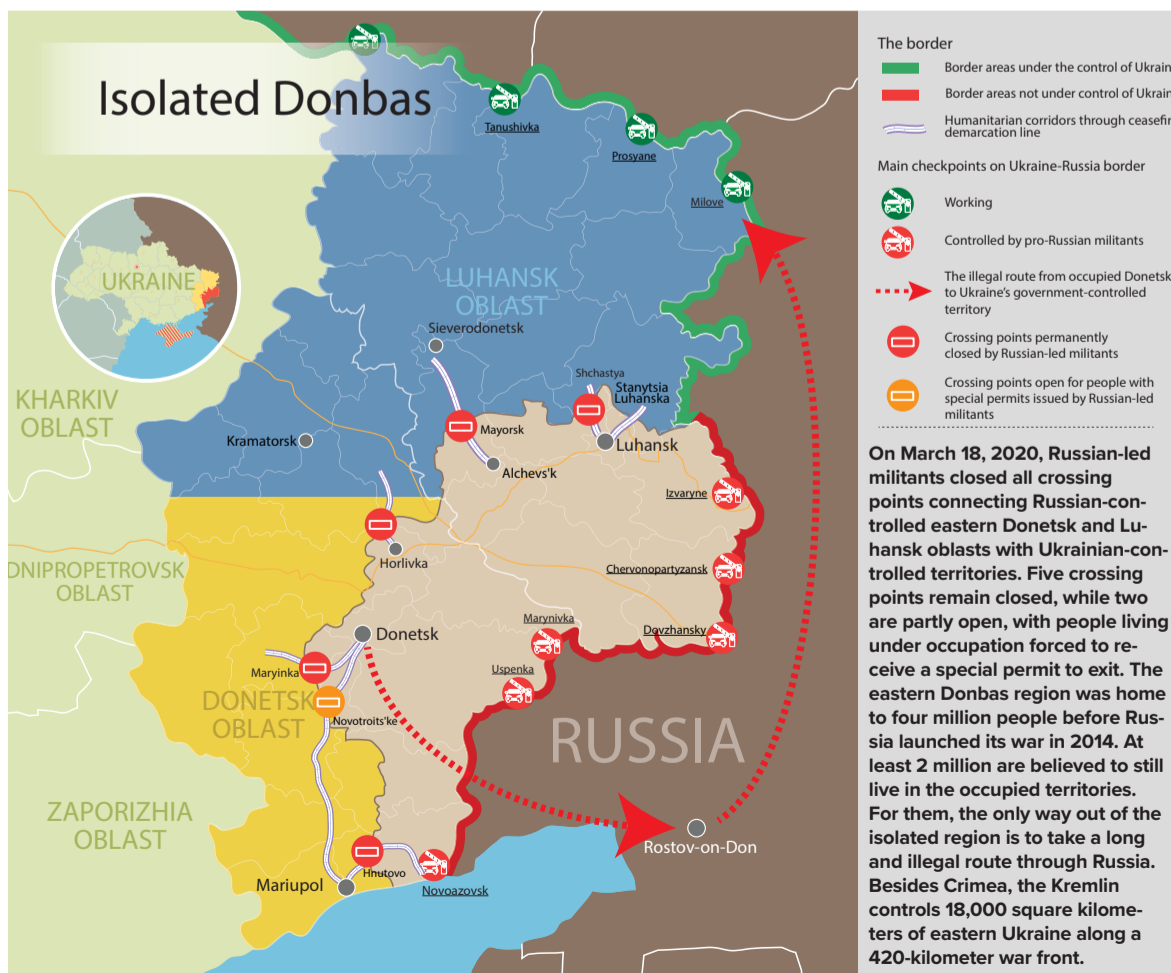 Isolated Donbas
Tanushivka
Prosyane
Milove
UKRAINE
LUHANSK
OBLAST
Sieverodonetsk
Shchastya
Stanytsia
Luhanska
KHARKIV
OBLAST
Kramatorsk
Mayorsk
Luhansk
Alchevs'k
Izvaryne
Horlivka
Chervonopartyzansk
DNIPROPETROVSK
OBLAST
Donetsk
Marynivka
Dovzhansky
Maryinka
Uspenka
DONETSK
OBLAST
Novotroits'ke
RUSSIA
ZAPORIZHIA
OBLAST
Rostov-on-Don
Hnutovo
Mariupol
Novoazovsk
The border
Border areas under the control of Ukrain
Border areas not under control of Ukrain
Humanitarian corridors through ceasefir
demarcation line
Main checkpoints on Ukraine-Russia border
Working
Controlled by pro-Russian militants
The illegal route from occupied Donetsk
to Ukraine's government-controlled
territory
Crossing points permanently
closed by Russian-led militants
Crossing points open for people with
special permits issued by Russian-led
militants
On March 18, 2020, Russian-led
militants closed all crossing
points connecting Russian-con-
trolled eastern Donetsk and Lu-
hansk oblasts with Ukrainian-con-
trolled territories. Five crossing
points remain closed, while two
are partly open, with people living
under occupation forced to re-
ceive a special permit to exit. The
eastern Donbas region was home
to four million people before Rus-
sia launched its war in 2014. At
least 2 million are believed to still
live in the occupied territories.
For them, the only way out of the
isolated region is to take a long
and illegal route through Russia.
Besides Crimea, the Kremlin
controls 18,000 square kilome-
ters of eastern Ukraine along a
420-kilometer war front.